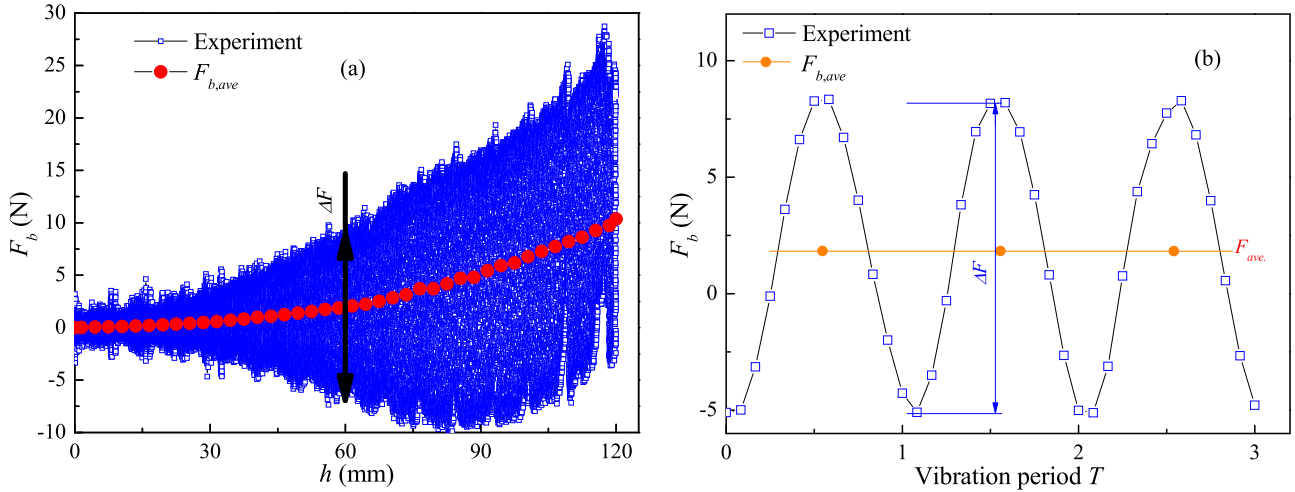 30
25
20
15
10
5
0
-5
-10
F_b (N)
Experiment
F_b,ave
(a)
ΔF
0 30 60 90 120
h (mm)
10
5
0
-5
F_b (N)
Experiment
F_b,ave
(b)
F_ave.
ΔF
0 1 2 3
Vibration period T